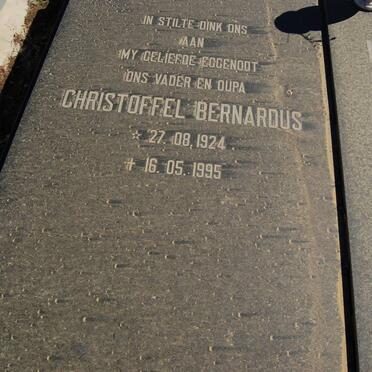 IN STILTE DINK ONS
AAN
MY GELIEFDE EGGENOOT
ONS VADER EN OUPA
CHRISTOFFEL BERNARDUS
☆ 27. 08. 1924
✝ 16. 05. 1995